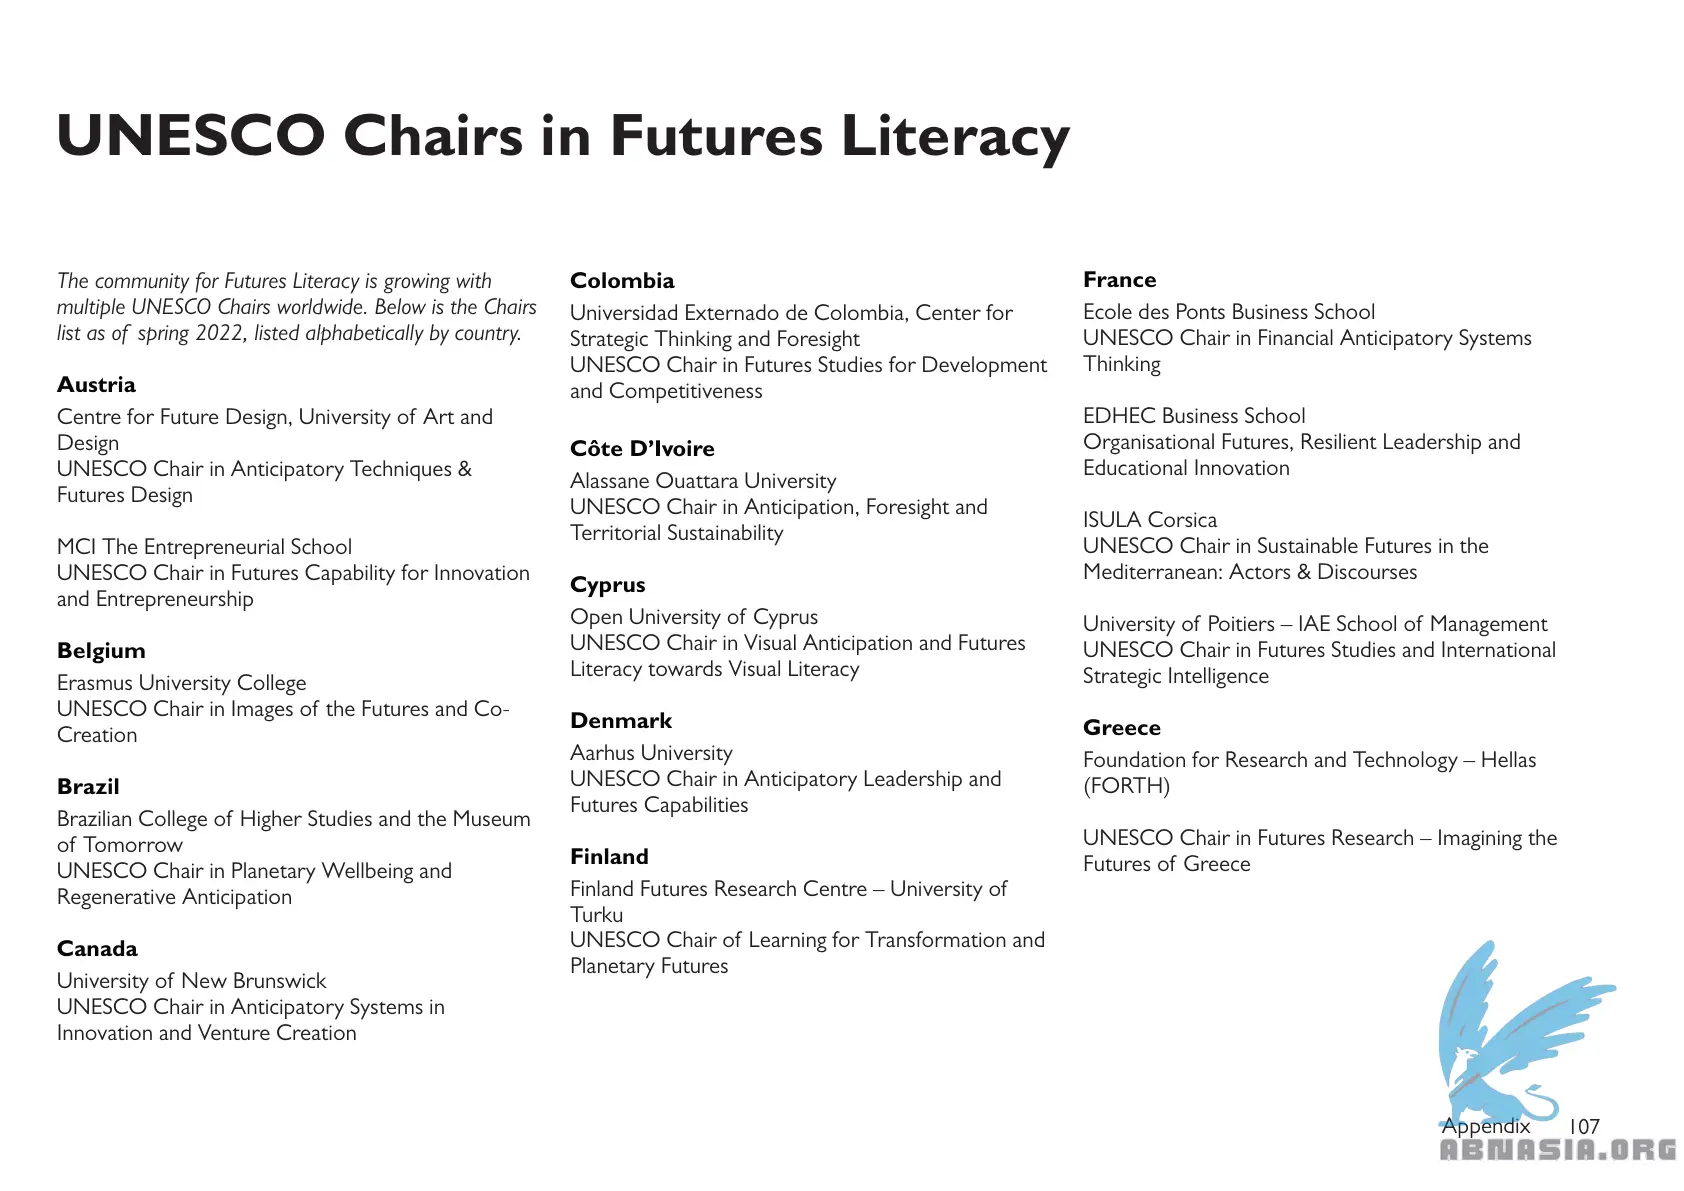 UNESCO Chairs in Futures Literacy
The community for Futures Literacy is growing with
multiple UNESCO Chairs worldwide. Below is the Chairs
list as of spring 2022, listed alphabetically by country.
Austria
Centre for Future Design, University of Art and
Design
UNESCO Chair in Anticipatory Techniques &
Futures Design
MCI The Entrepreneurial School
UNESCO Chair in Futures Capability for Innovation
and Entrepreneurship
Belgium
Erasmus University College
UNESCO Chair in Images of the Futures and Co-
Creation
Brazil
Brazilian College of Higher Studies and the Museum
of Tomorrow
UNESCO Chair in Planetary Wellbeing and
Regenerative Anticipation
Canada
University of New Brunswick
UNESCO Chair in Anticipatory Systems in
Innovation and Venture Creation
Colombia
Universidad Externado de Colombia, Center for
Strategic Thinking and Foresight
UNESCO Chair in Futures Studies for Development
and Competitiveness
Côte D’Ivoire
Alassane Ouattara University
UNESCO Chair in Anticipation, Foresight and
Territorial Sustainability
Cyprus
Open University of Cyprus
UNESCO Chair in Visual Anticipation and Futures
Literacy towards Visual Literacy
Denmark
Aarhus University
UNESCO Chair in Anticipatory Leadership and
Futures Capabilities
Finland
Finland Futures Research Centre – University of
Turku
UNESCO Chair of Learning for Transformation and
Planetary Futures
France
Ecole des Ponts Business School
UNESCO Chair in Financial Anticipatory Systems
Thinking
EDHEC Business School
Organisational Futures, Resilient Leadership and
Educational Innovation
ISULA Corsica
UNESCO Chair in Sustainable Futures in the
Mediterranean: Actors & Discourses
University of Poitiers – IAE School of Management
UNESCO Chair in Futures Studies and International
Strategic Intelligence
Greece
Foundation for Research and Technology – Hellas
(FORTH)
UNESCO Chair in Futures Research – Imagining the
Futures of Greece
Appendix 107
ABNASIA.ORG